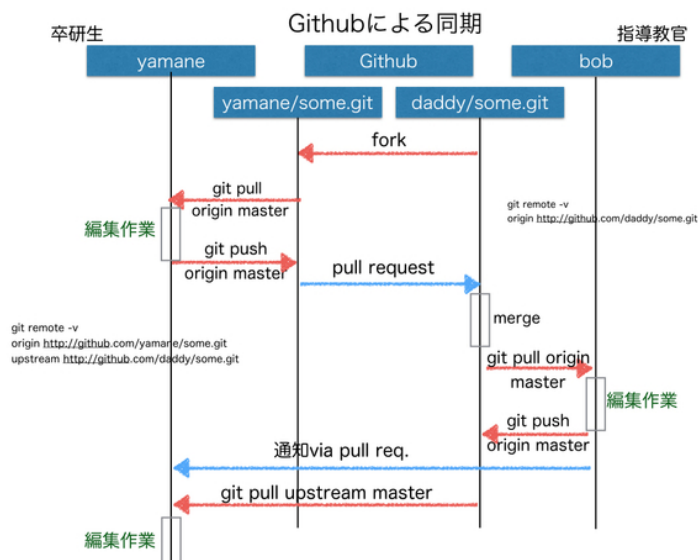 Githubによる同期
卒研生
指導教官
yamane
Github
bob
yamane/some.git
daddy/some.git
fork
git pull
origin master
git remote -v
origin http://github.com/daddy/some.git
編集作業
git push
origin master
pull request
merge
git remote -v
origin http://github.com/yamane/some.git
upstream http://github.com/daddy/some.git
git pull origin
master
編集作業
git push
origin master
通知via pull req.
git pull upstream master
編集作業